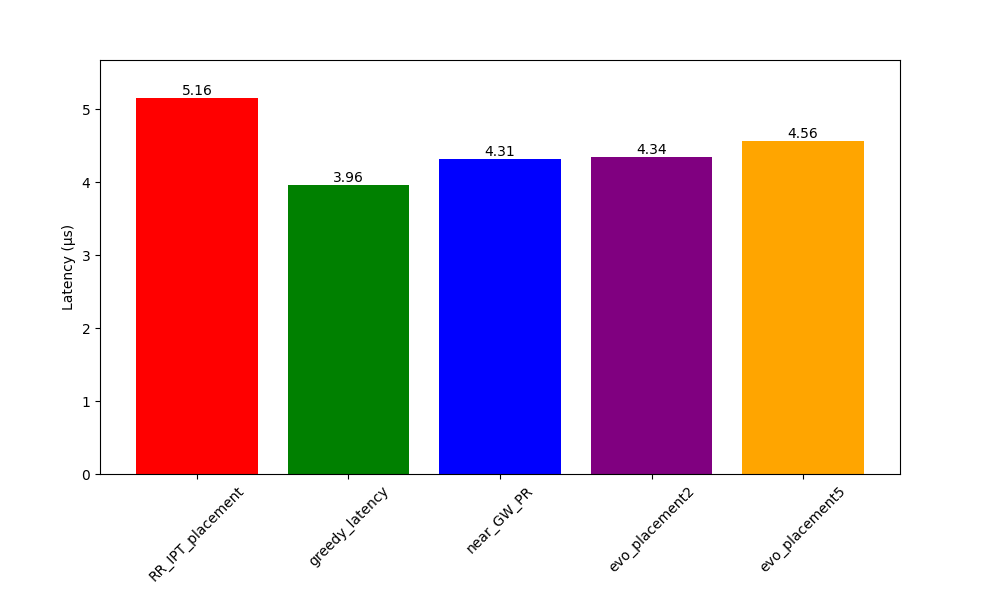 5.16
3.96
4.31
4.34
4.56
5
4
3
2
1
0
Latency (µs)
RR_IPT_placement
greedy_latency
near_GW_PR
evo_placement2
evo_placement5